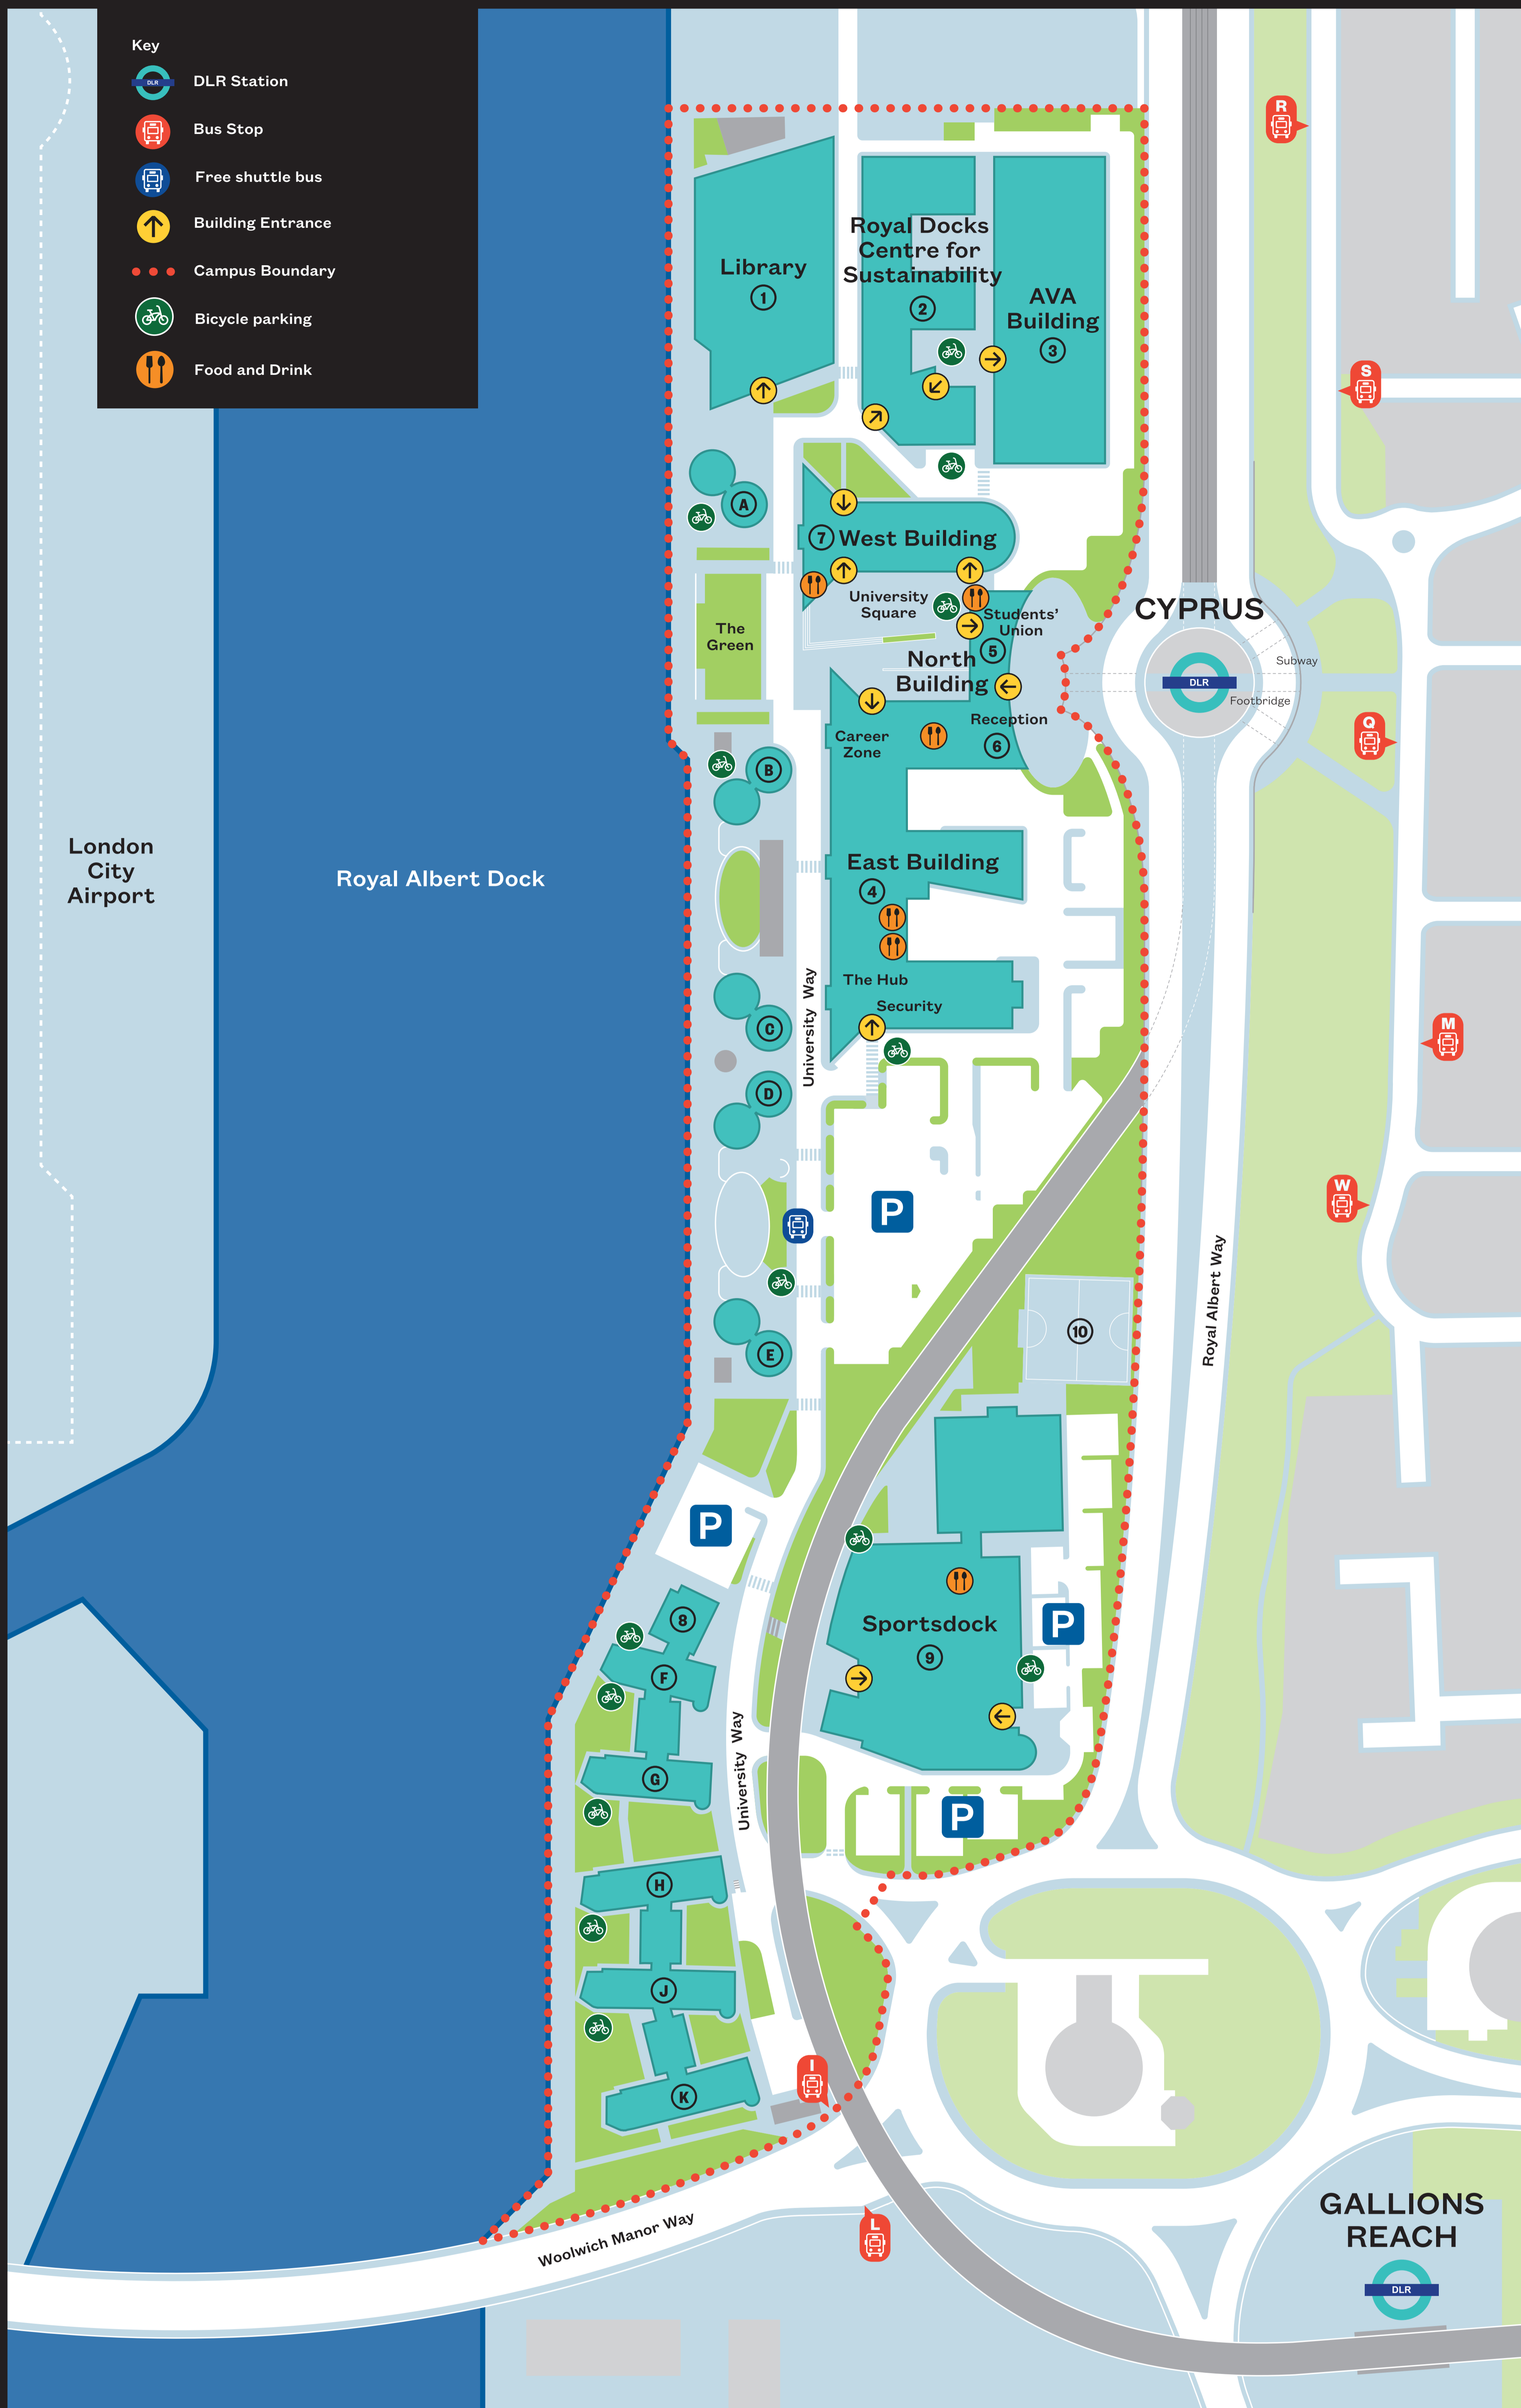 Key
DLR
DLR Station
Bus Stop
Free shuttle bus
Building Entrance
Campus Boundary
Bicycle parking
Food and Drink
R
Royal Docks
Centre for
Sustainability
2
Library
1
AVA
Building
3
S
A
7 West Building
University
Square
Students'
Union
5
The
Green
North
Building
CYPRUS
DLR
Subway
Footbridge
Reception
6
Career
Zone
Q
B
London
City
Airport
Royal Albert Dock
East Building
4
The Hub
Security
University Way
C
M
D
W
P
Royal Albert Way
10
E
P
8
Sportsdock
9
P
F
University Way
G
P
H
J
I
K
L
Woolwich Manor Way
GALLIONS
REACH
DLR